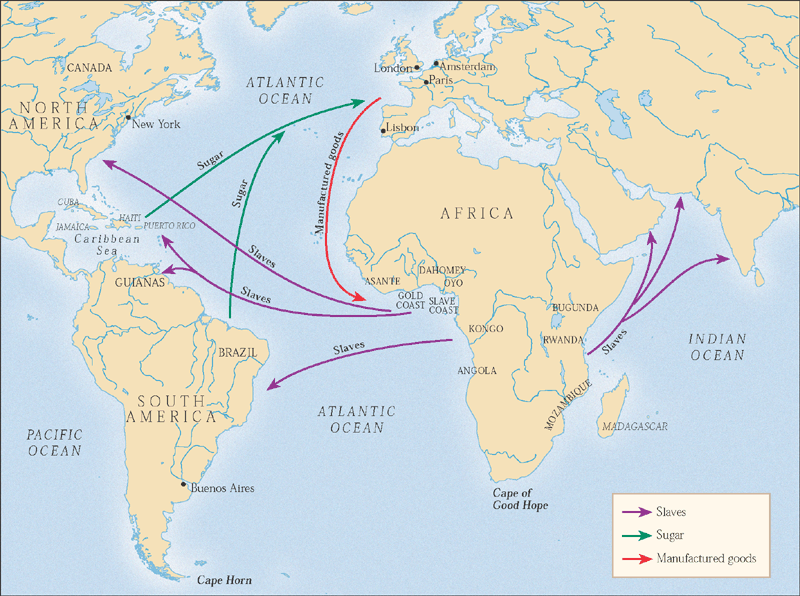 CANADA
ATLANTIC
OCEAN
London
Amsterdam
Paris
NORTH
AMERICA
New York
Lisbon
Sugar
Manufactured goods
Sugar
CUBA
HAITI
JAMAICA
PUERTO RICO
Caribbean
Sea
AFRICA
Slaves
GUIANAS
Slaves
ASANTE
DAHOMEY
OYO
GOLD
COAST
SLAVE
COAST
BUGUNDA
KONGO
RWANDA
Slaves
INDIAN
OCEAN
BRAZIL
Slaves
ANGOLA
SOUTH
AMERICA
ATLANTIC
OCEAN
MOZAMBIQUE
MADAGASCAR
PACIFIC
OCEAN
Buenos Aires
Cape of
Good Hope
Cape Horn
Slaves
Sugar
Manufactured goods